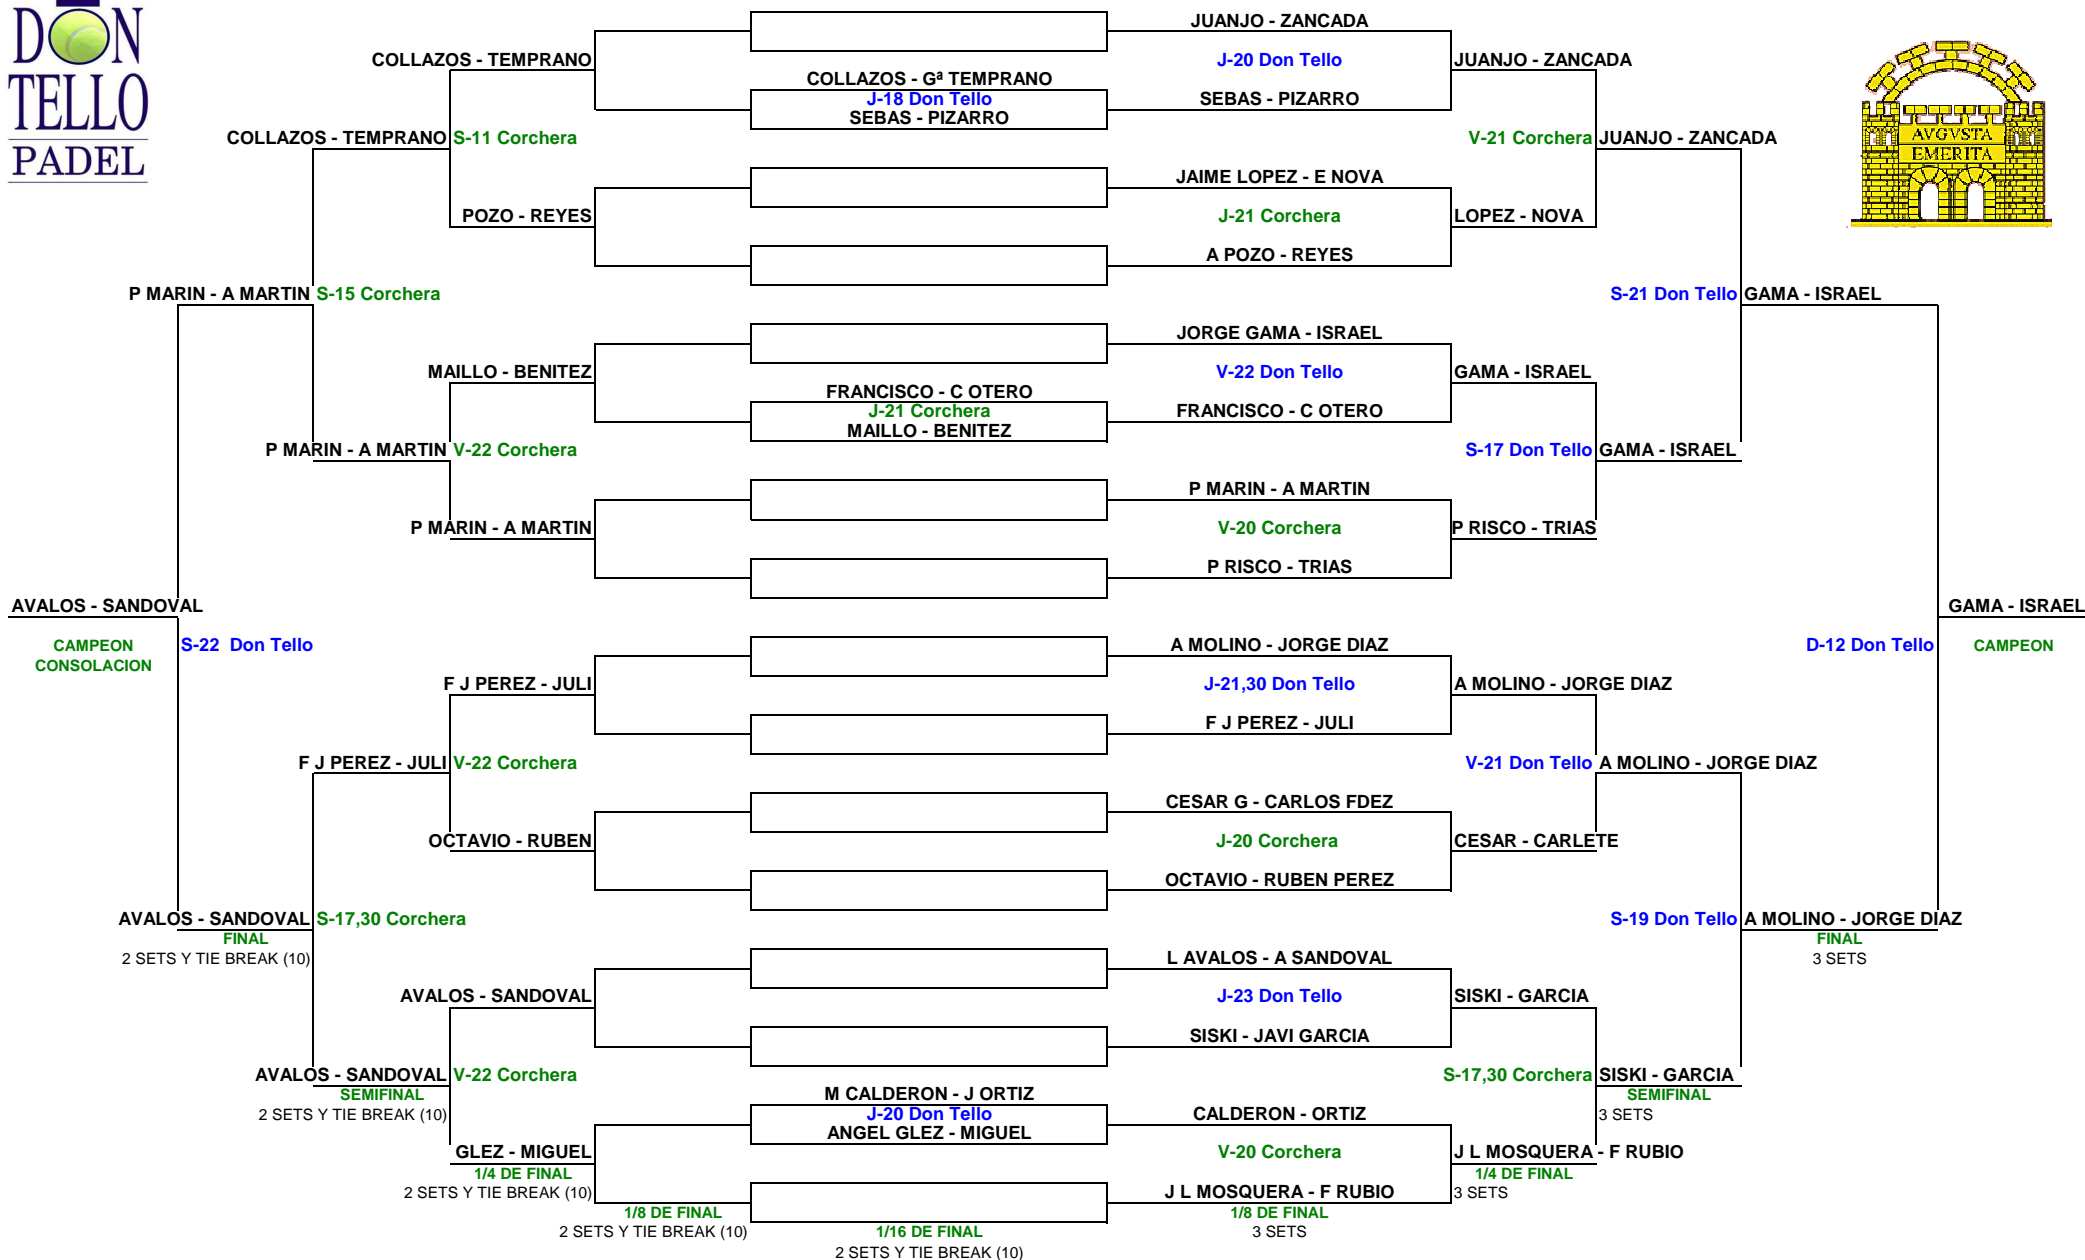 DON
TELLO
PADEL
JUANJO - ZANCADA
COLLAZOS - TEMPRANO
J-20 Don Tello
JUANJO - ZANCADA
COLLAZOS - Gª TEMPRANO
J-18 Don Tello
SEBAS - PIZARRO
SEBAS - PIZARRO
COLLAZOS - TEMPRANO
S-11 Corchera
V-21 Corchera
JUANJO - ZANCADA
AVGVSTA
EMERITA
JAIME LOPEZ - E NOVA
POZO - REYES
J-21 Corchera
LOPEZ - NOVA
A POZO - REYES
P MARIN - A MARTIN
S-15 Corchera
S-21 Don Tello
GAMA - ISRAEL
JORGE GAMA - ISRAEL
MAILLO - BENITEZ
V-22 Don Tello
GAMA - ISRAEL
FRANCISCO - C OTERO
J-21 Corchera
FRANCISCO - C OTERO
MAILLO - BENITEZ
P MARIN - A MARTIN
V-22 Corchera
S-17 Don Tello
GAMA - ISRAEL
P MARIN - A MARTIN
P MARIN - A MARTIN
V-20 Corchera
P RISCO - TRIAS
P RISCO - TRIAS
AVALOS - SANDOVAL
GAMA - ISRAEL
CAMPEON
CONSOLACION
S-22 Don Tello
A MOLINO - JORGE DIAZ
D-12 Don Tello
CAMPEON
F J PEREZ - JULI
J-21,30 Don Tello
A MOLINO - JORGE DIAZ
F J PEREZ - JULI
F J PEREZ - JULI
V-22 Corchera
V-21 Don Tello
A MOLINO - JORGE DIAZ
CESAR G - CARLOS FDEZ
OCTAVIO - RUBEN
J-20 Corchera
CESAR - CARLETE
OCTAVIO - RUBEN PEREZ
AVALOS - SANDOVAL
S-17,30 Corchera
S-19 Don Tello
A MOLINO - JORGE DIAZ
FINAL
2 SETS Y TIE BREAK (10)
FINAL
3 SETS
L AVALOS - A SANDOVAL
AVALOS - SANDOVAL
J-23 Don Tello
SISKI - GARCIA
SISKI - JAVI GARCIA
AVALOS - SANDOVAL
V-22 Corchera
S-17,30 Corchera
SISKI - GARCIA
SEMIFINAL
2 SETS Y TIE BREAK (10)
SEMIFINAL
3 SETS
M CALDERON - J ORTIZ
J-20 Don Tello
ANGEL GLEZ - MIGUEL
CALDERON - ORTIZ
GLEZ - MIGUEL
V-20 Corchera
J L MOSQUERA - F RUBIO
1/4 DE FINAL
2 SETS Y TIE BREAK (10)
1/4 DE FINAL
3 SETS
J L MOSQUERA - F RUBIO
1/8 DE FINAL
2 SETS Y TIE BREAK (10)
1/16 DE FINAL
2 SETS Y TIE BREAK (10)
1/8 DE FINAL
3 SETS